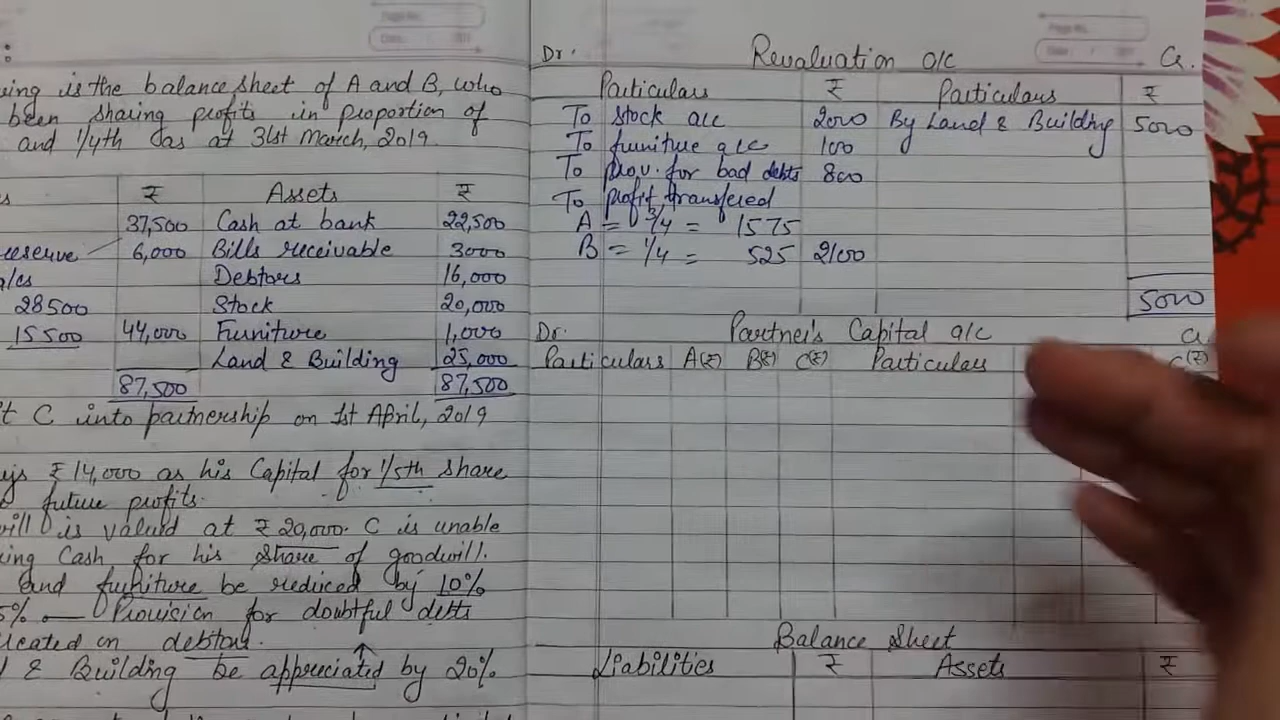 :
ing is the balance sheet of A and B, who
been sharing profits in proportion of
and 1/4th as at 31st March, 2019.
s ₹ Assets ₹
37,500 Cash at bank 22,500
reserve 6,000 Bills receivable 3000
a/cs Debtors 16,000
28500 Stock 20,000
15500 44,000 Furniture 1,000
Land & Building 25,000
87,500 87,500
t C into partnership on 1st April, 2019
ys ₹ 14,000 as his Capital for 1/5th share
future profits.
will is valued at ₹ 20,000. C is unable
ing Cash for his share of goodwill.
and furniture be reduced by 10%
5% Provision for doubtful debts
eated on debtors.
& Building be appreciated by 20%
Dr. Revaluation a/c Cr.
Particulars ₹ Particulars ₹
To stock a/c 2000 By Land & Building 5000
To furniture a/c 100
To prov. for bad debts 800
To profit transfered
A = 3/4 = 1575
B = 1/4 = 525 2100
5000
Dr. Partner's Capital a/c Cr
Particulars A(₹) B(₹) C(₹) Particulars C(₹)
Balance Sheet
Liabilities ₹ Assets ₹